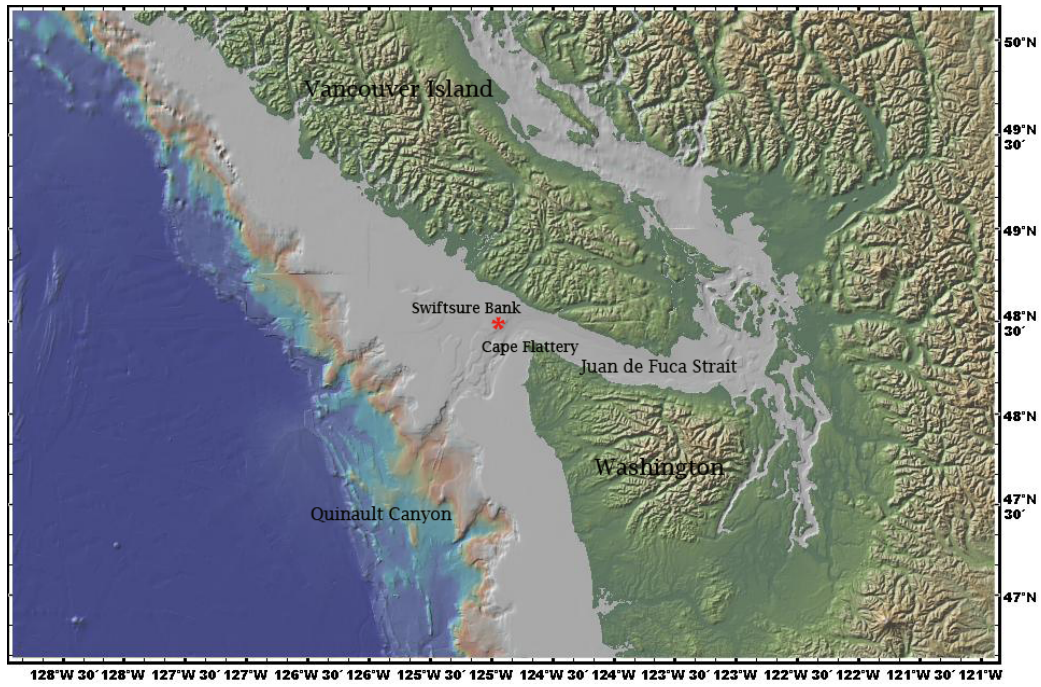 50°N
Vancouver Island
49°N
30´
49°N
Swiftsure Bank
*
48°N
30´
Cape Flattery
Juan de Fuca Strait
48°N
Washington
47°N
30´
Quinault Canyon
47°N
128°W 30´ 128°W 127°W 30´ 127°W 126°W 30´ 126°W 125°W 30´ 125°W 124°W 30´ 124°W 123°W 30´ 123°W 122°W 30´ 122°W 121°W 30´ 121°W